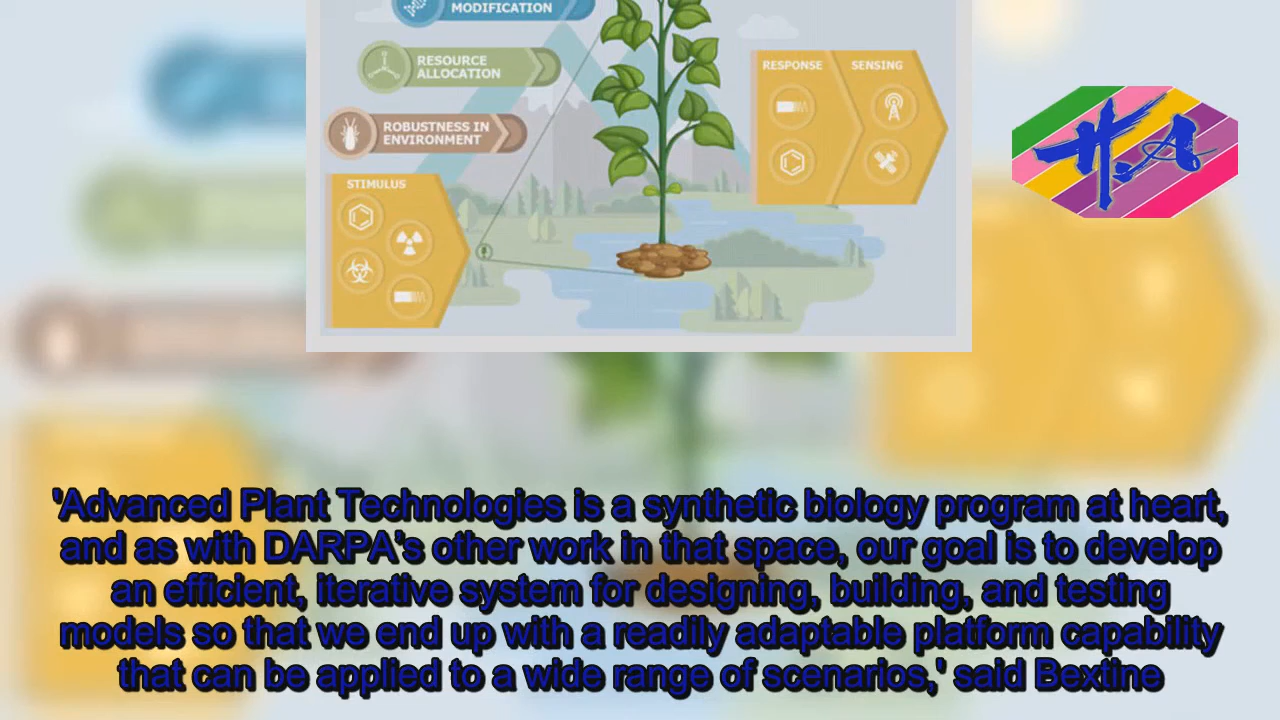 MODIFICATION
RESOURCE
ALLOCATION
ROBUSTNESS IN
ENVIRONMENT
STIMULUS
RESPONSE
SENSING
H.A
'Advanced Plant Technologies is a synthetic biology program at heart,
and as with DARPA's other work in that space, our goal is to develop
an efficient, iterative system for designing, building, and testing
models so that we end up with a readily adaptable platform capability
that can be applied to a wide range of scenarios,' said Bextine